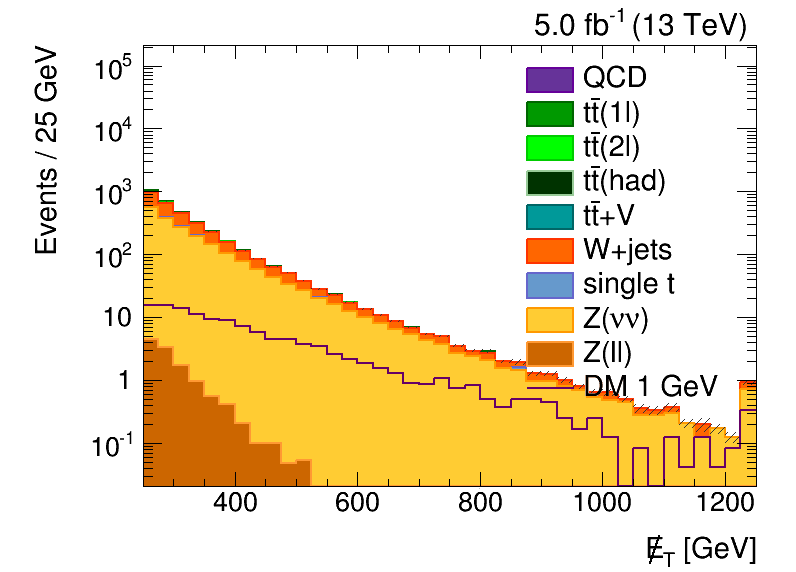 5.0 fb⁻¹ (13 TeV)
Events / 25 GeV
10⁵
10⁴
10³
10²
10
1
10⁻¹
QCD
tt̄(1l)
tt̄(2l)
tt̄(had)
tt̄+V
W+jets
single t
Z(νν)
Z(ll)
DM 1 GeV
400 600 800 1000 1200
E̸_T [GeV]